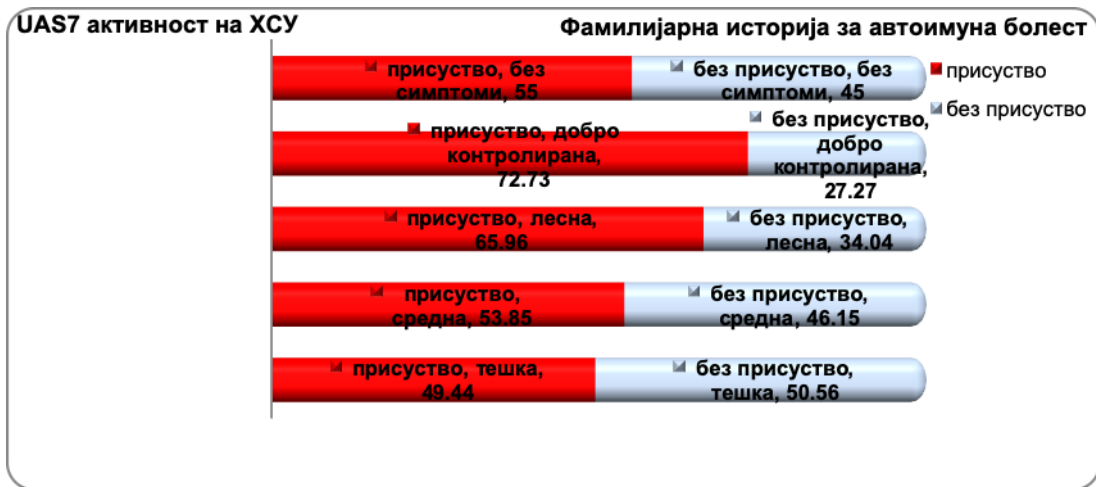 UAS7 активност на ХСУ
Фамилијарна историја за автоимуна болест
присуство, без
симптоми, 55
без присуство, без
симптоми, 45
присуство
без присуство
присуство, добро
контролирана,
72.73
без присуство,
добро
контролирана,
27.27
присуство, лесна,
65.96
без присуство,
лесна, 34.04
присуство,
средна, 53.85
без присуство,
средна, 46.15
присуство, тешка,
49.44
без присуство,
тешка, 50.56